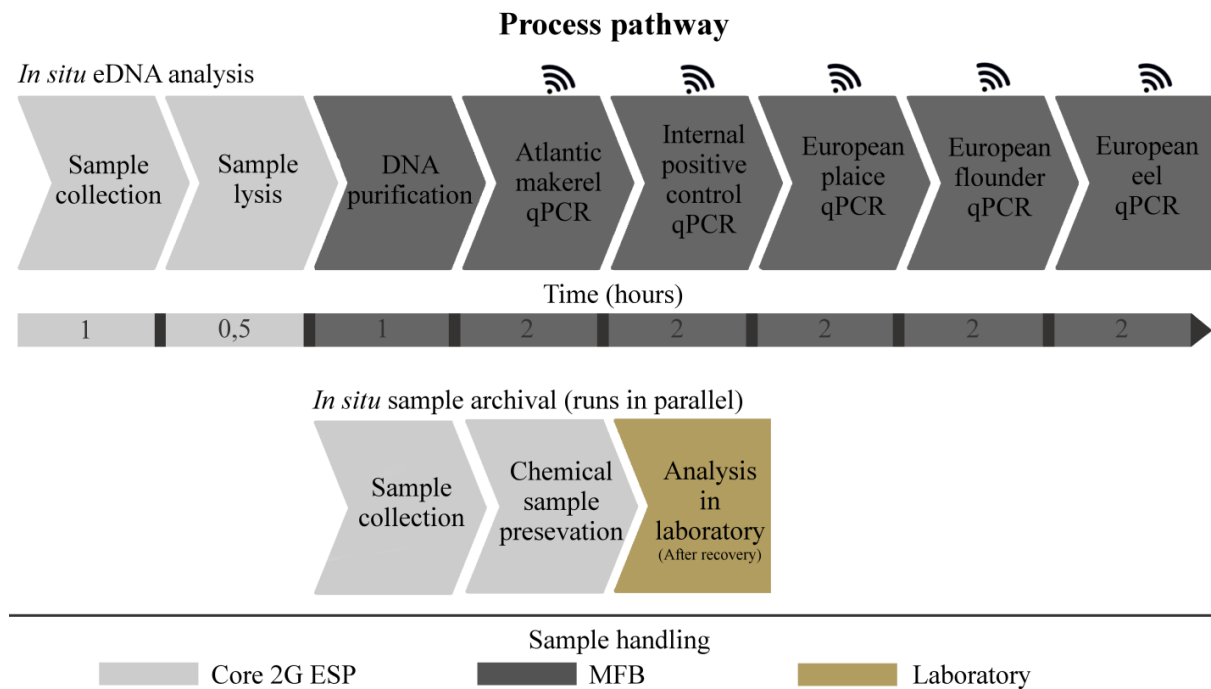 Process pathway
In situ eDNA analysis
Sample
collection
Sample
lysis
DNA
purification
Atlantic
makerel
qPCR
Internal
positive
control
qPCR
European
plaice
qPCR
European
flounder
qPCR
European
eel
qPCR
Time (hours)
1 0,5 1 2 2 2 2 2
In situ sample archival (runs in parallel)
Sample
collection
Chemical
sample
presevation
Analysis
in
laboratory
(After recovery)
Sample handling
Core 2G ESP MFB Laboratory